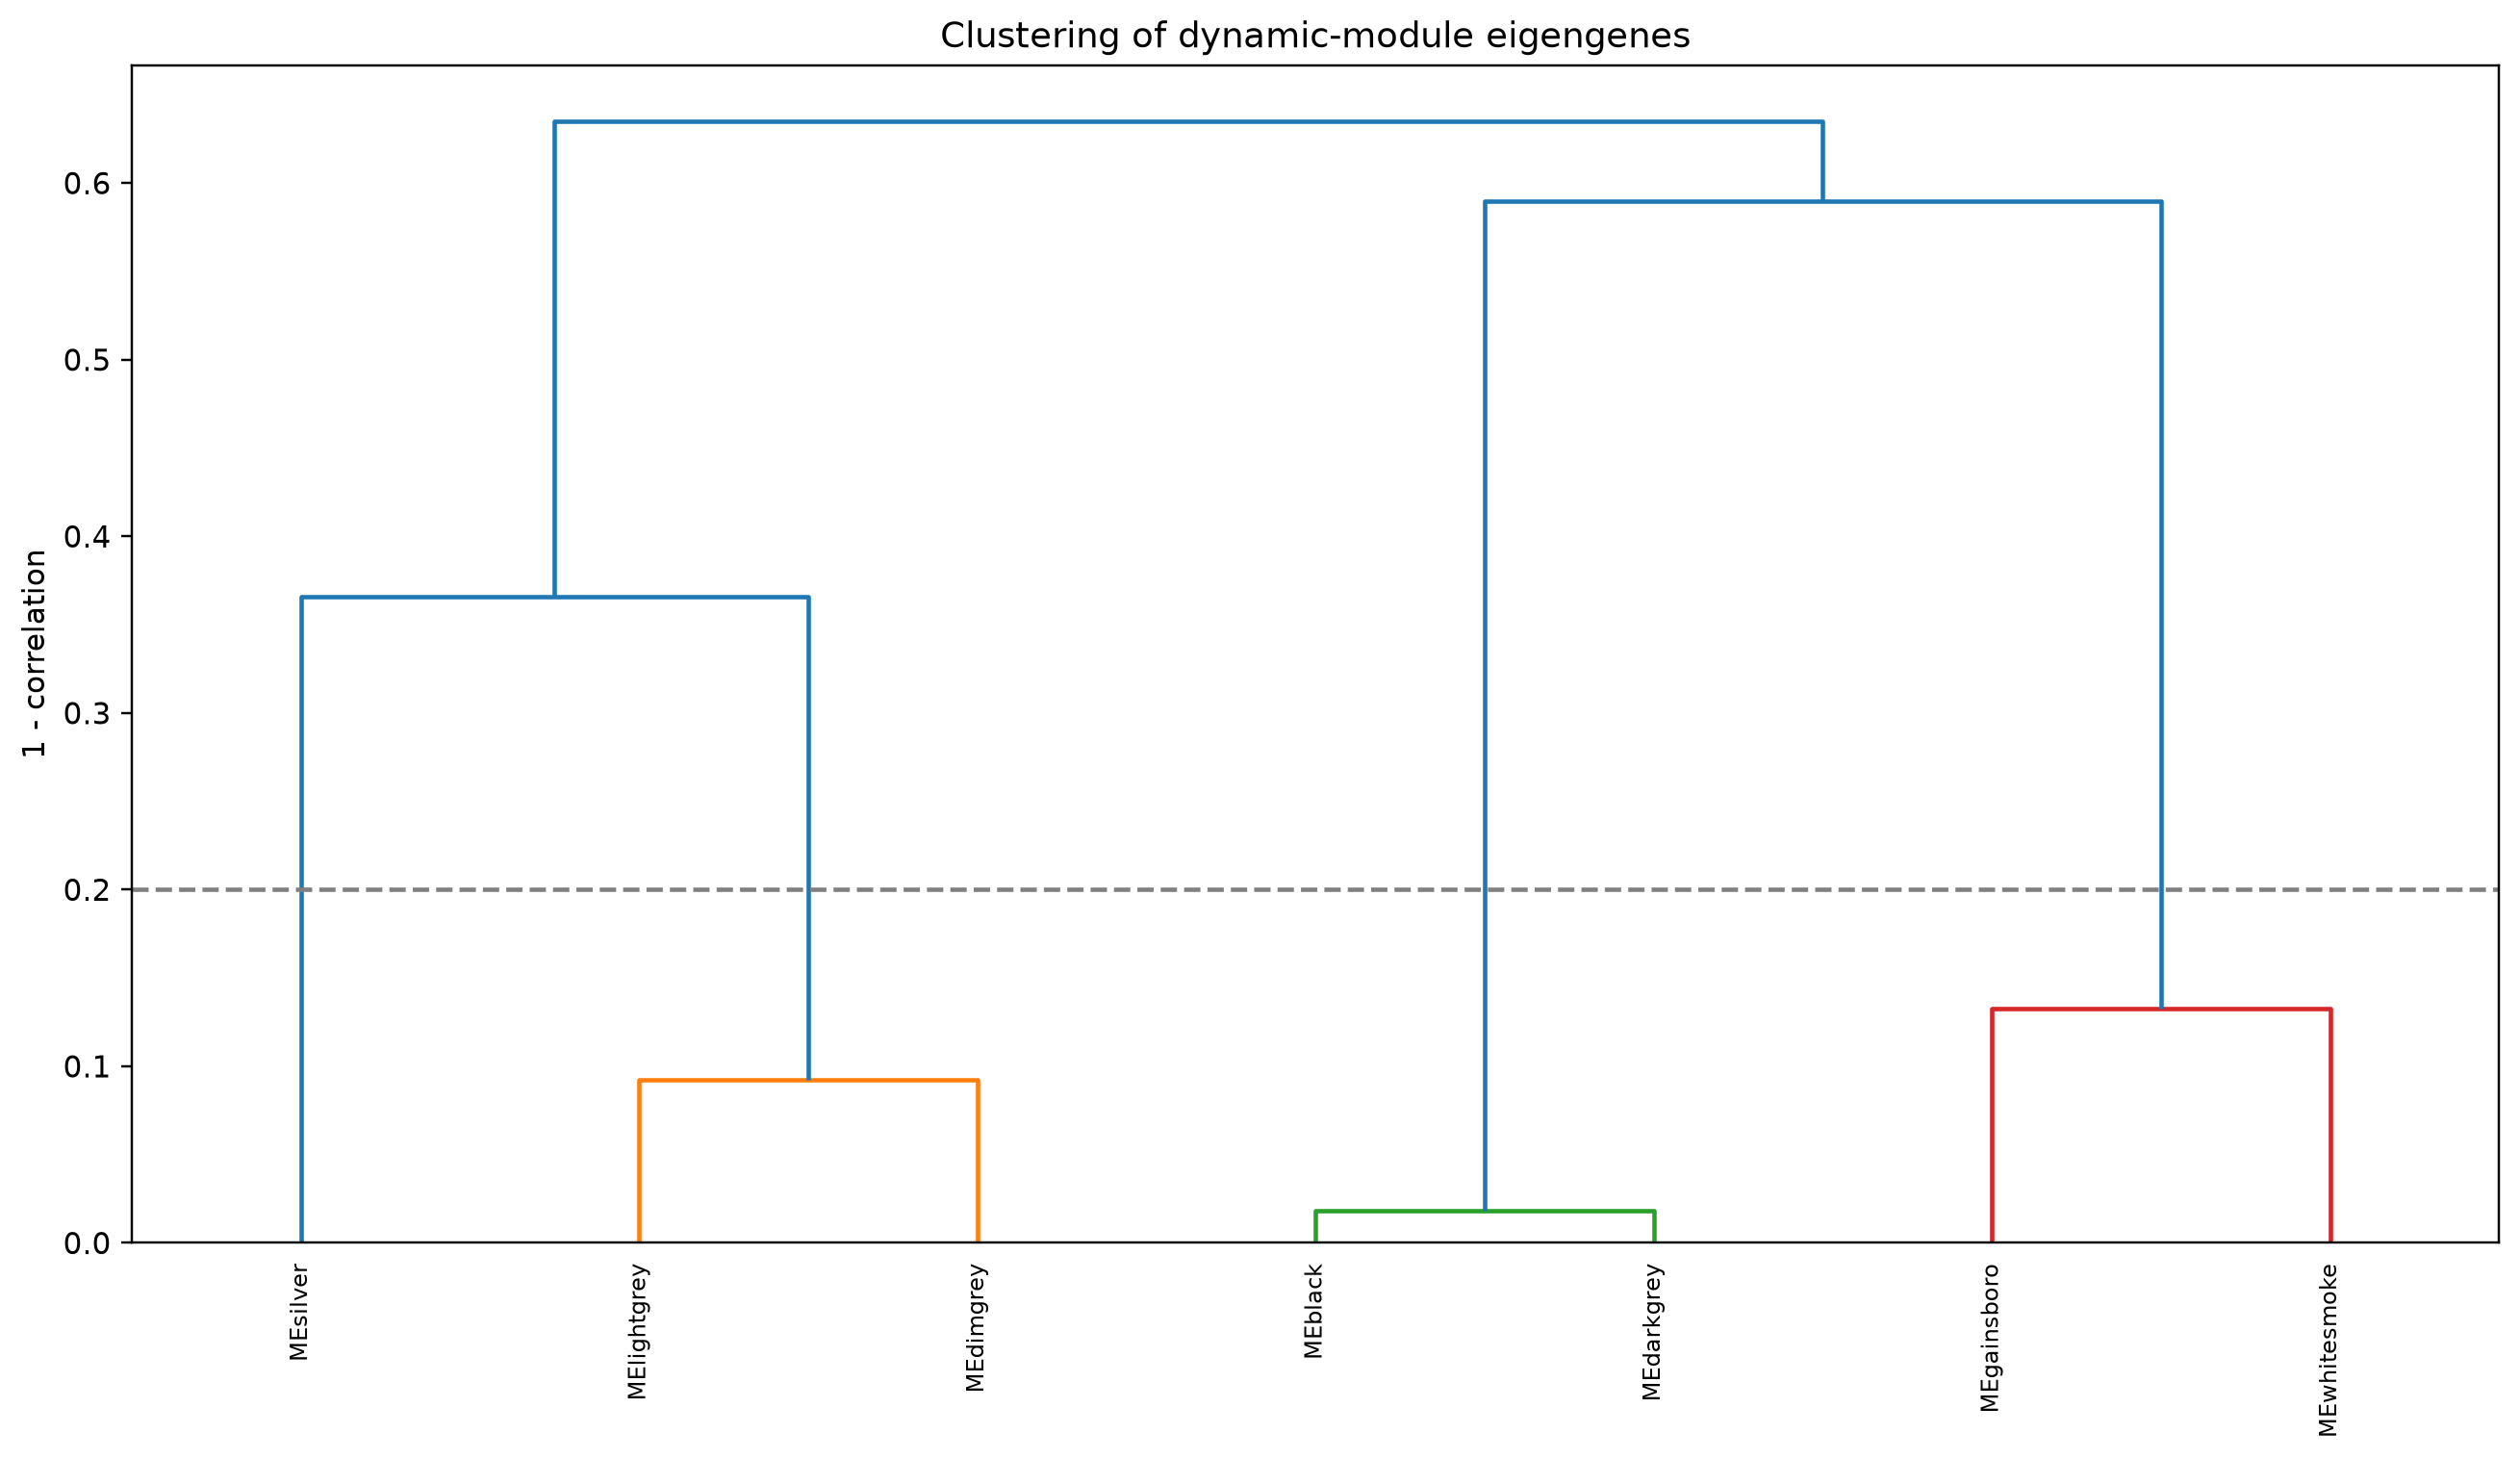 Clustering of dynamic-module eigengenes
1 - correlation
0.6
0.5
0.4
0.3
0.2
0.1
0.0
MEsilver
MElightgrey
MEdimgrey
MEblack
MEdarkgrey
MEgainsboro
MEwhitesmoke